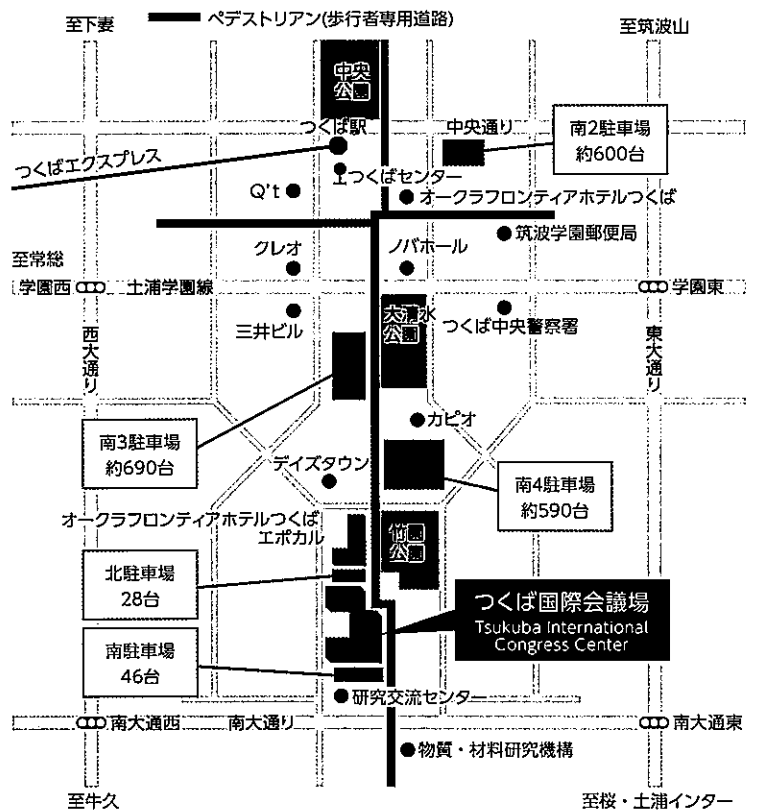 至下妻
ペデストリアン(歩行者専用道路)
至筑波山
中央
公園
つくば駅
中央通り
南2駐車場
約600台
つくばエクスプレス
つくばセンター
Q't
オークラフロンティアホテルつくば
筑波学園郵便局
クレオ
ノバホール
至常総
学園西
土浦学園線
学園東
大清水
公園
三井ビル
つくば中央警察署
西大通り
東大通り
カピオ
南3駐車場
約690台
デイズタウン
南4駐車場
約590台
オークラフロンティアホテルつくば
エポカル
竹園
公園
北駐車場
28台
つくば国際会議場
Tsukuba International
Congress Center
南駐車場
46台
研究交流センター
南大通西
南大通り
南大通東
物質・材料研究機構
至牛久
至桜・土浦インター